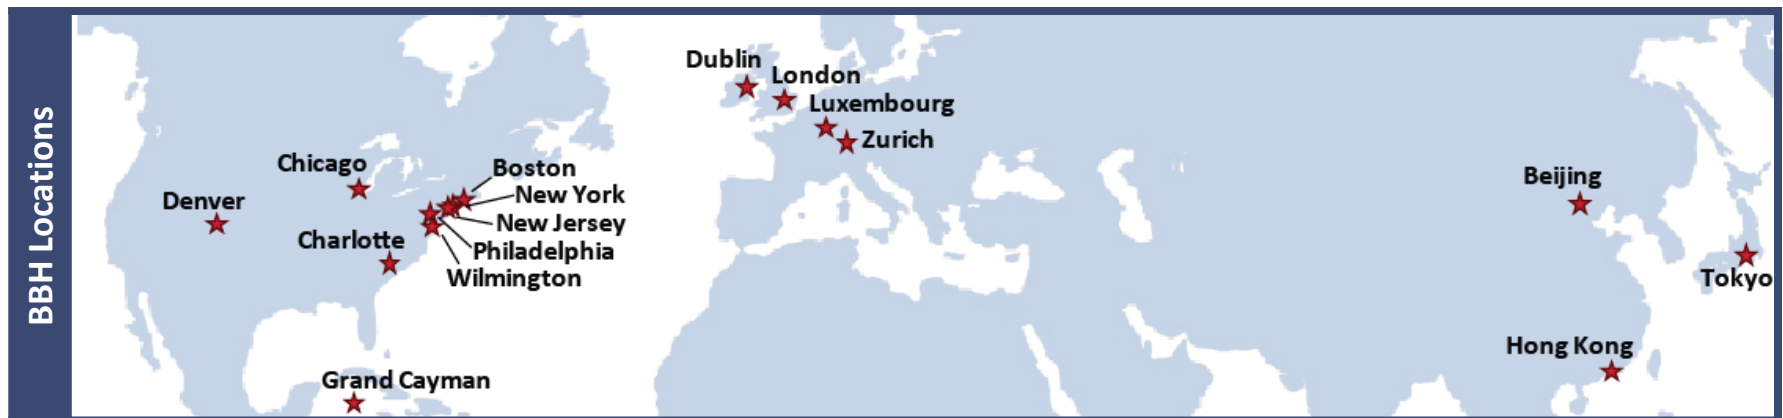 BBH Locations
Dublin
London
Luxembourg
Zurich
Chicago
Boston
New York
Denver
New Jersey
Charlotte
Philadelphia
Wilmington
Grand Cayman
Beijing
Tokyo
Hong Kong